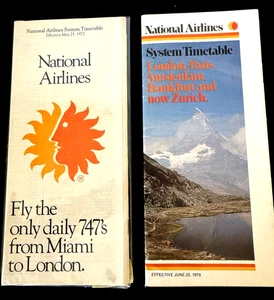 National Airlines System Timetable
Effective May 25, 1972
National
Airlines
®
Fly the
only daily 747's
from Miami
to London.
National Airlines
System Timetable
London, Paris,
Amsterdam,
Frankfurt and
now Zurich.
EFFECTIVE JUNE 25, 1979